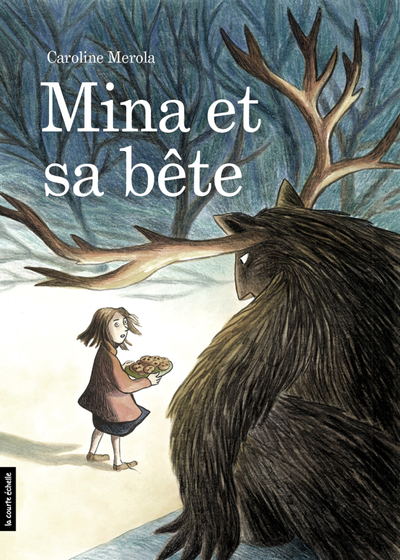 Caroline Merola
Mina et
sa bête
la courte échelle